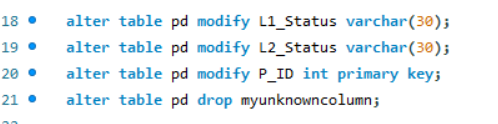 18 alter table pd modify L1_Status varchar(30);
19 alter table pd modify L2_Status varchar(30);
20 alter table pd modify P_ID int primary key;
21 alter table pd drop myunknowncolumn;